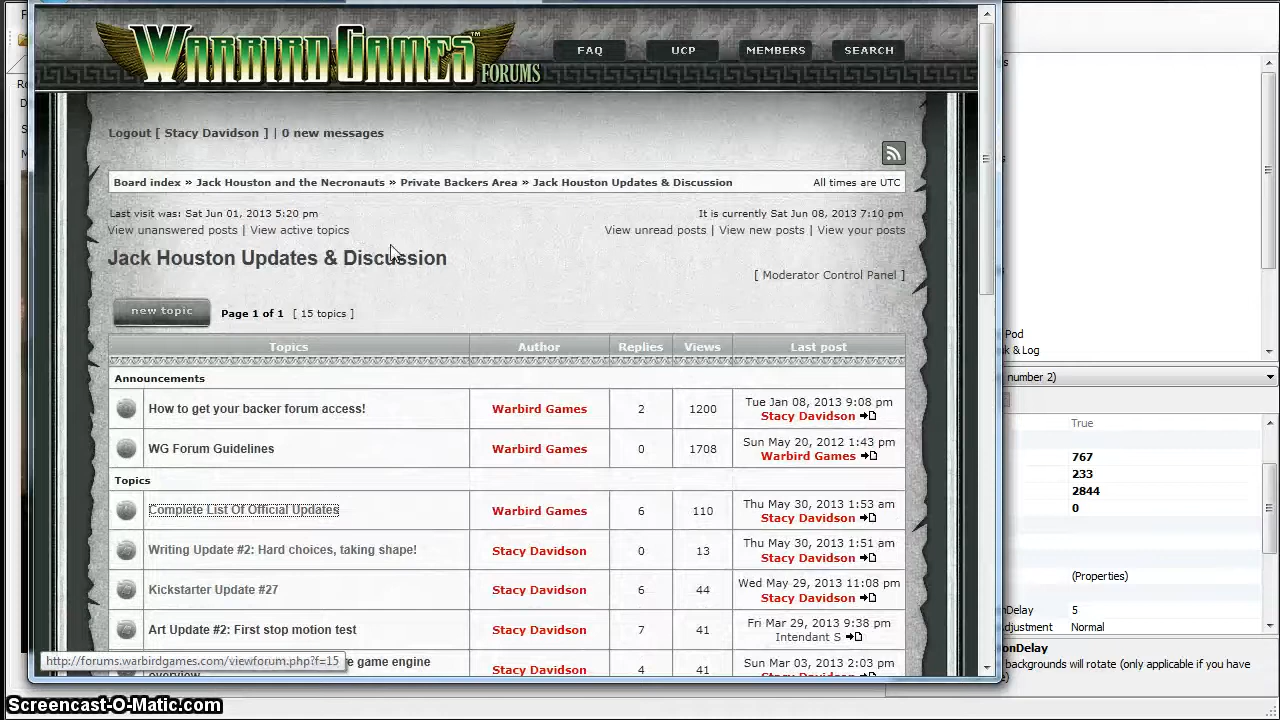 WARBIRD GAMES™ FORUMS
FAQ UCP MEMBERS SEARCH
Logout [ Stacy Davidson ] | 0 new messages
Board index » Jack Houston and the Necronauts » Private Backers Area » Jack Houston Updates & Discussion All times are UTC
Last visit was: Sat Jun 01, 2013 5:20 pm It is currently Sat Jun 08, 2013 7:10 pm
View unanswered posts | View active topics View unread posts | View new posts | View your posts
Jack Houston Updates & Discussion
[ Moderator Control Panel ]
new topic Page 1 of 1 [ 15 topics ]
Topics Author Replies Views Last post
Announcements
How to get your backer forum access! Warbird Games 2 1200 Tue Jan 08, 2013 9:08 pm
Stacy Davidson
WG Forum Guidelines Warbird Games 0 1708 Sun May 20, 2012 1:43 pm
Warbird Games
Topics
Complete List Of Official Updates Warbird Games 6 110 Thu May 30, 2013 1:53 am
Stacy Davidson
Writing Update #2: Hard choices, taking shape! Stacy Davidson 0 13 Thu May 30, 2013 1:51 am
Stacy Davidson
Kickstarter Update #27 Stacy Davidson 6 44 Wed May 29, 2013 11:08 pm
Stacy Davidson
Art Update #2: First stop motion test Stacy Davidson 7 41 Fri Mar 29, 2013 9:38 pm
Intendant S
http://forums.warbirdgames.com/viewforum.php?f=15
e game engine
Stacy Davidson 4 41 Sun Mar 03, 2013 2:03 pm
Pod
k & Log
number 2)
True
767
233
2844
0
(Properties)
onDelay 5
adjustment Normal
onDelay
backgrounds will rotate (only applicable if you have
Screencast-O-Matic.com